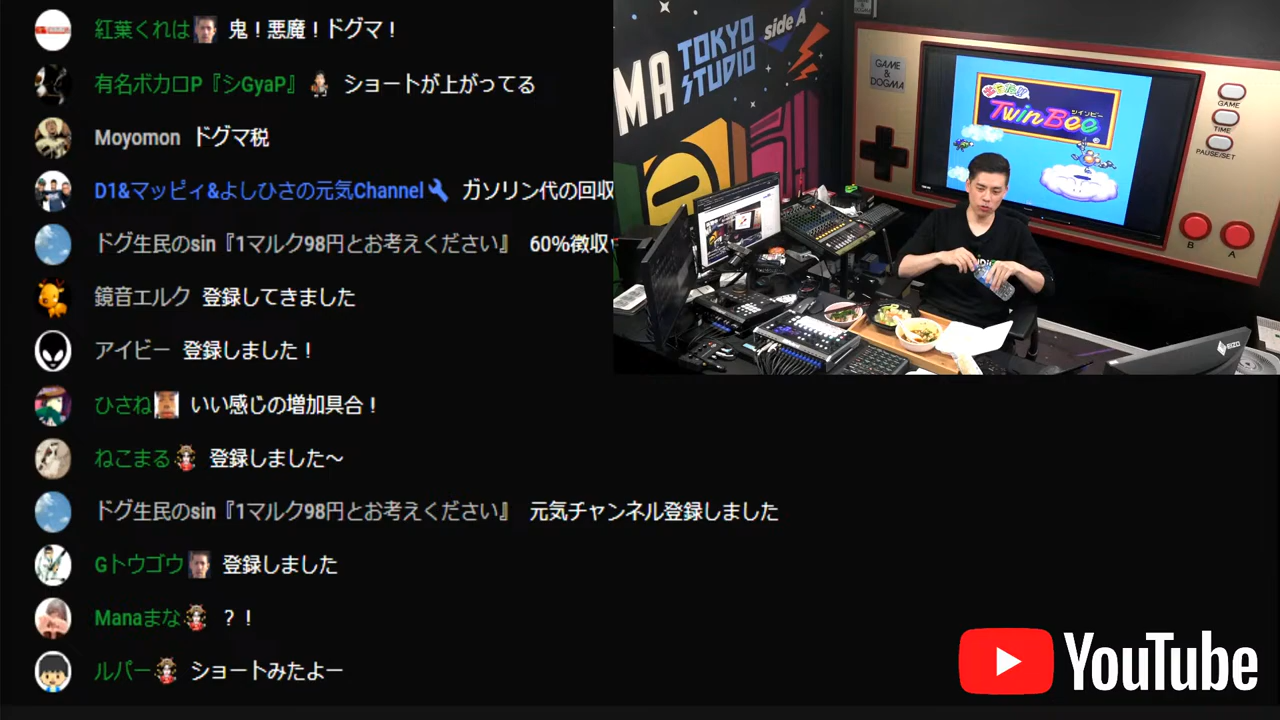 紅葉くれは 鬼！悪魔！ドグマ！
有名ボカロP『シGyaP』 ショートが上がってる
Moyomon ドグマ税
D1&マッピィ&よしひさの元気Channel ガソリン代の回収
ドグ生民のsin『1マルク98円とお考えください』 60%徴収
鏡音エルク 登録してきました
アイビー 登録しました！
ひさね いい感じの増加具合！
ねこまる 登録しました～
ドグ生民のsin『1マルク98円とお考えください』 元気チャンネル登録しました
Gトウゴウ 登録しました
Manaまな ？！
ルパー ショートみたよー
MA TOKYO STUDIO side A
GAME & DOGMA
TwinBee
ツインビー
GAME
TIME
PAUSE/SET
B
A
EIZO
YouTube